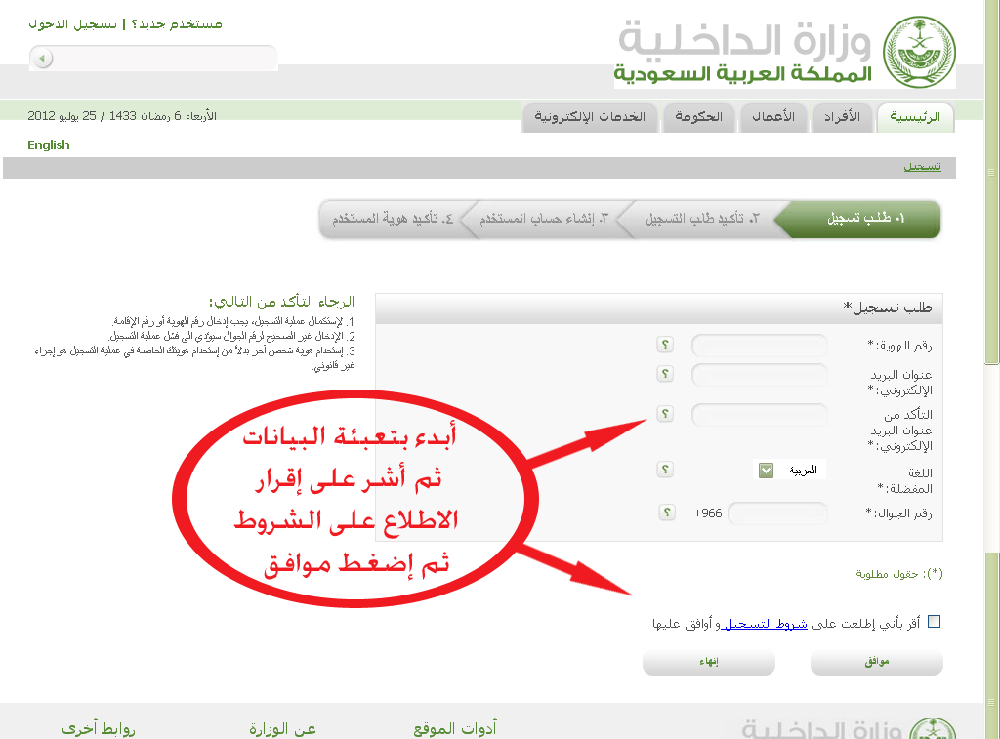 مستخدم جديد؟ | تسجيل الدخول
وزارة الداخلية
المملكة العربية السعودية
الأربعاء 6 رمضان 1433 / 25 يوليو 2012
الرئيسية
الأفراد
الأعمال
الحكومة
الخدمات الإلكترونية
English
تسجيل
١. طلب تسجيل
٢. تأكيد طلب التسجيل
٣. إنشاء حساب المستخدم
٤. تأكيد هوية المستخدم
طلب تسجيل*
رقم الهوية: *
؟
عنوان البريد
الإلكتروني: *
؟
التأكد من
عنوان البريد
الإلكتروني: *
؟
اللغة
المفضلة: *
العربية
؟
رقم الجوال: *
+966
؟
الرجاء التأكد من التالي:
1. لإستكمال عملية التسجيل، يجب إدخال رقم الهوية أو رقم الإقامة.
2. الإدخال غير الصحيح لرقم الجوال سيؤدي الى فشل عملية التسجيل.
3. إستخدام هوية شخص آخر بدلاً من إستخدام هويتك الخاصة في عملية التسجيل هو إجراء
غير قانوني.
أبدء بتعبئة البيانات
ثم أشر على إقرار
الاطلاع على الشروط
ثم إضغط موافق
(*): حقول مطلوبة
أقر بأني إطلعت على شروط التسجيل و أوافق عليها
موافق
إنهاء
وزارة الداخلية
أدوات الموقع
عن الوزارة
روابط أخرى